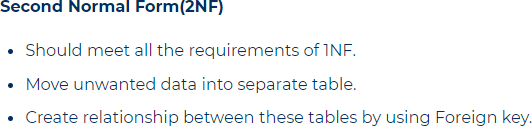 Second Normal Form(2NF)
• Should meet all the requirements of 1NF.
• Move unwanted data into separate table.
• Create relationship between these tables by using Foreign key.